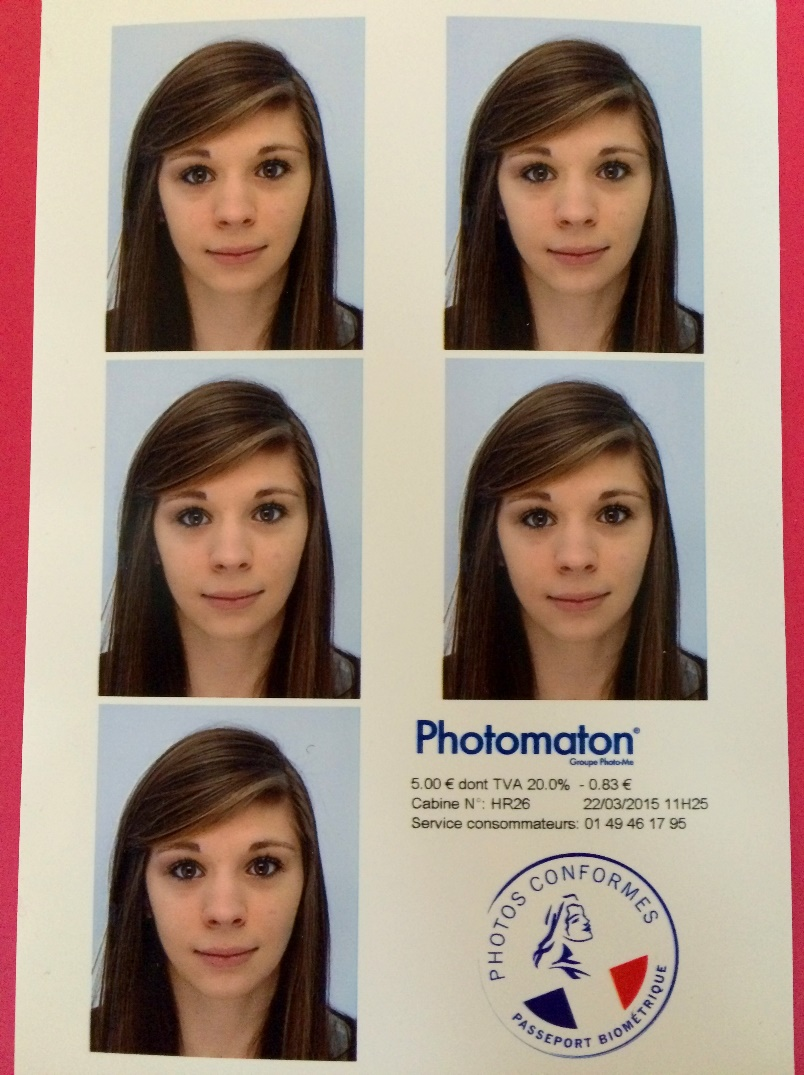 Photomaton®
Groupe Photo-Me
5.00 € dont TVA 20.0% - 0.83 €
Cabine N°: HR26 22/03/2015 11H25
Service consommateurs: 01 49 46 17 95
PHOTOS CONFORMES
PASSEPORT BIOMÉTRIQUE